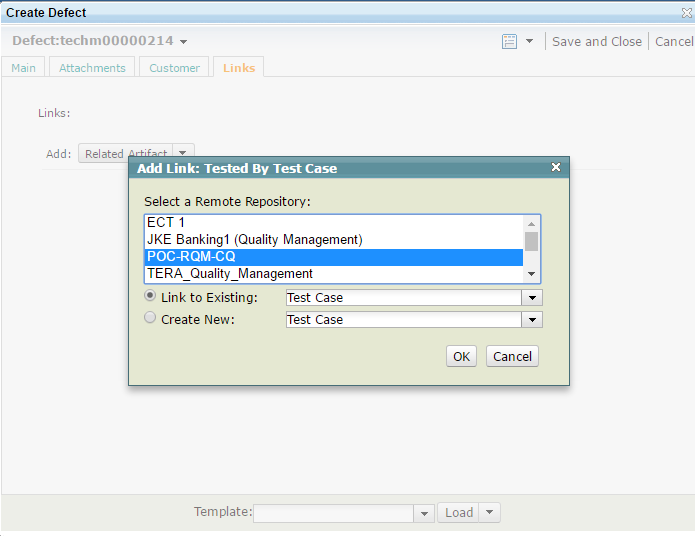 Create Defect
Defect:techm00000214
Save and Close
Cancel
Main
Attachments
Customer
Links
Links:
Add: Related Artifact
Add Link: Tested By Test Case
Select a Remote Repository:
ECT 1
JKE Banking1 (Quality Management)
POC-RQM-CQ
TERA_Quality_Management
Link to Existing: Test Case
Create New: Test Case
OK
Cancel
Template:
Load